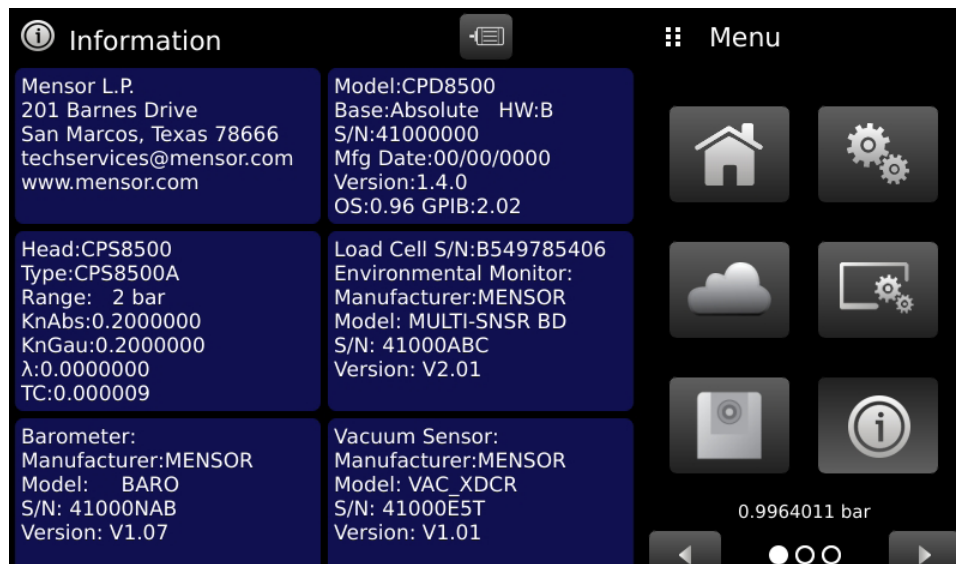 Information
Menu
Mensor L.P.
201 Barnes Drive
San Marcos, Texas 78666
techservices@mensor.com
www.mensor.com
Model:CPD8500
Base:Absolute HW:B
S/N:41000000
Mfg Date:00/00/0000
Version:1.4.0
OS:0.96 GPIB:2.02
Head:CPS8500
Type:CPS8500A
Range: 2 bar
KnAbs:0.2000000
KnGau:0.2000000
λ:0.0000000
TC:0.000009
Load Cell S/N:B549785406
Environmental Monitor:
Manufacturer:MENSOR
Model: MULTI-SNSR BD
S/N: 41000ABC
Version: V2.01
Barometer:
Manufacturer:MENSOR
Model: BARO
S/N: 41000NAB
Version: V1.07
Vacuum Sensor:
Manufacturer:MENSOR
Model: VAC_XDCR
S/N: 41000E5T
Version: V1.01
0.9964011 bar